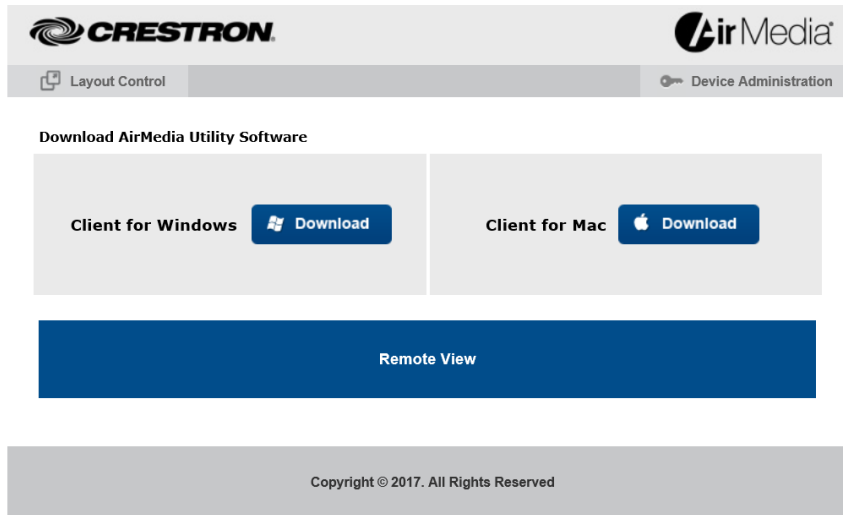 CRESTRON.
AirMedia
Layout Control
Device Administration
Download AirMedia Utility Software
Client for Windows
Download
Client for Mac
Download
Remote View
Copyright © 2017. All Rights Reserved